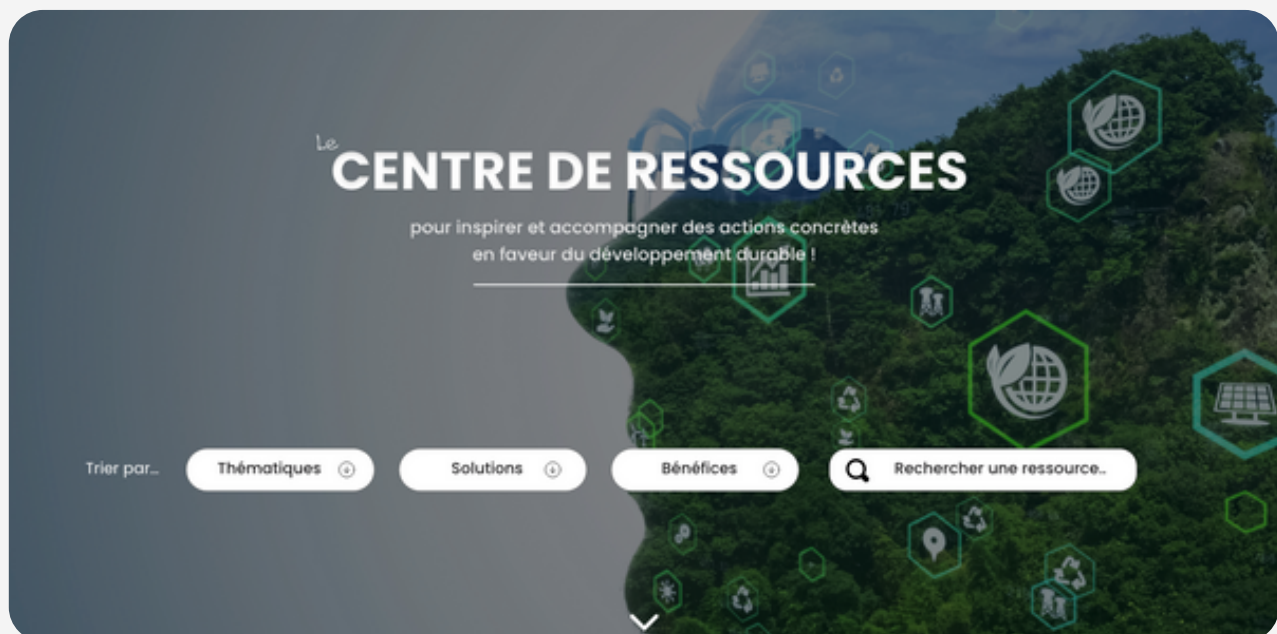 Le
CENTRE DE RESSOURCES
pour inspirer et accompagner des actions concrètes
en faveur du développement durable !
Trier par...
Thématiques
Solutions
Bénéfices
Rechercher une ressource..